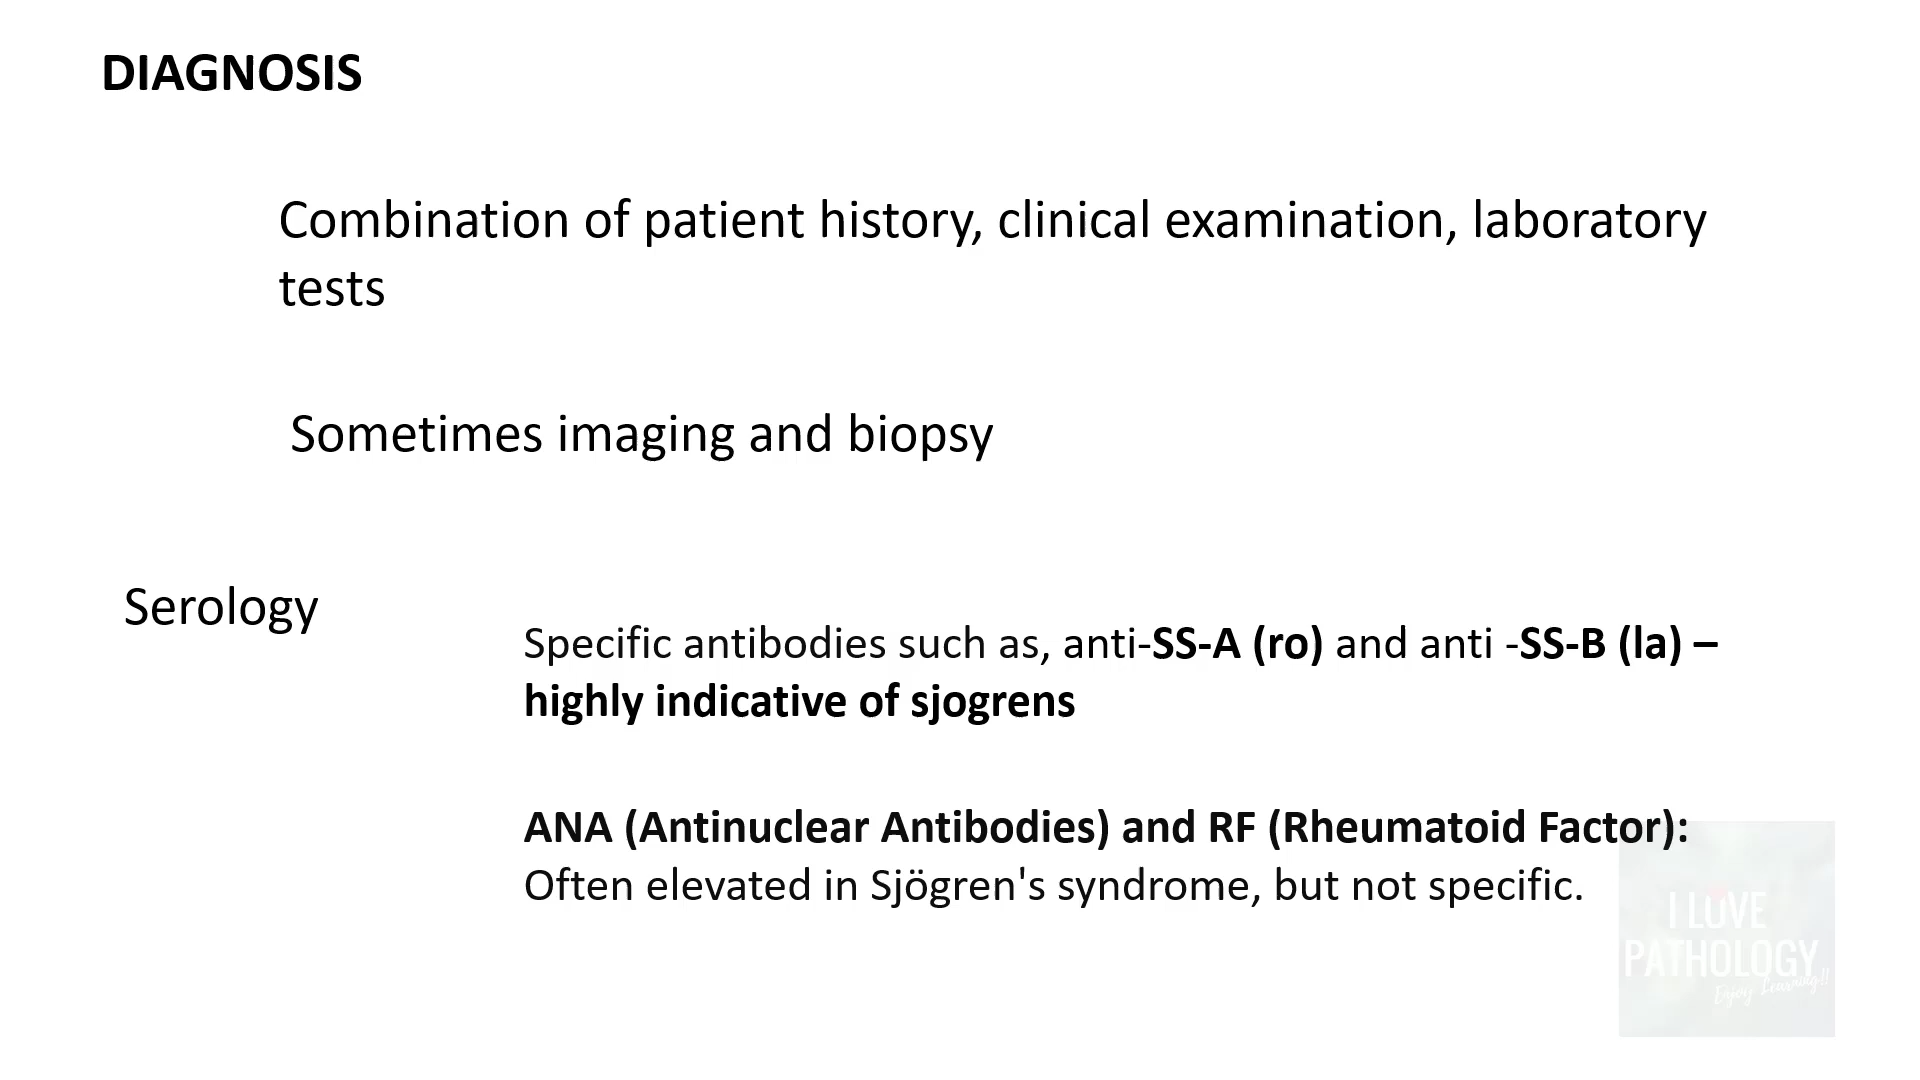 DIAGNOSIS
Combination of patient history, clinical examination, laboratory
tests
Sometimes imaging and biopsy
Serology
Specific antibodies such as, anti-SS-A (ro) and anti -SS-B (la) –
highly indicative of sjogrens
ANA (Antinuclear Antibodies) and RF (Rheumatoid Factor):
Often elevated in Sjögren's syndrome, but not specific.
I LOVE
PATHOLOGY
Enjoy Learning!!